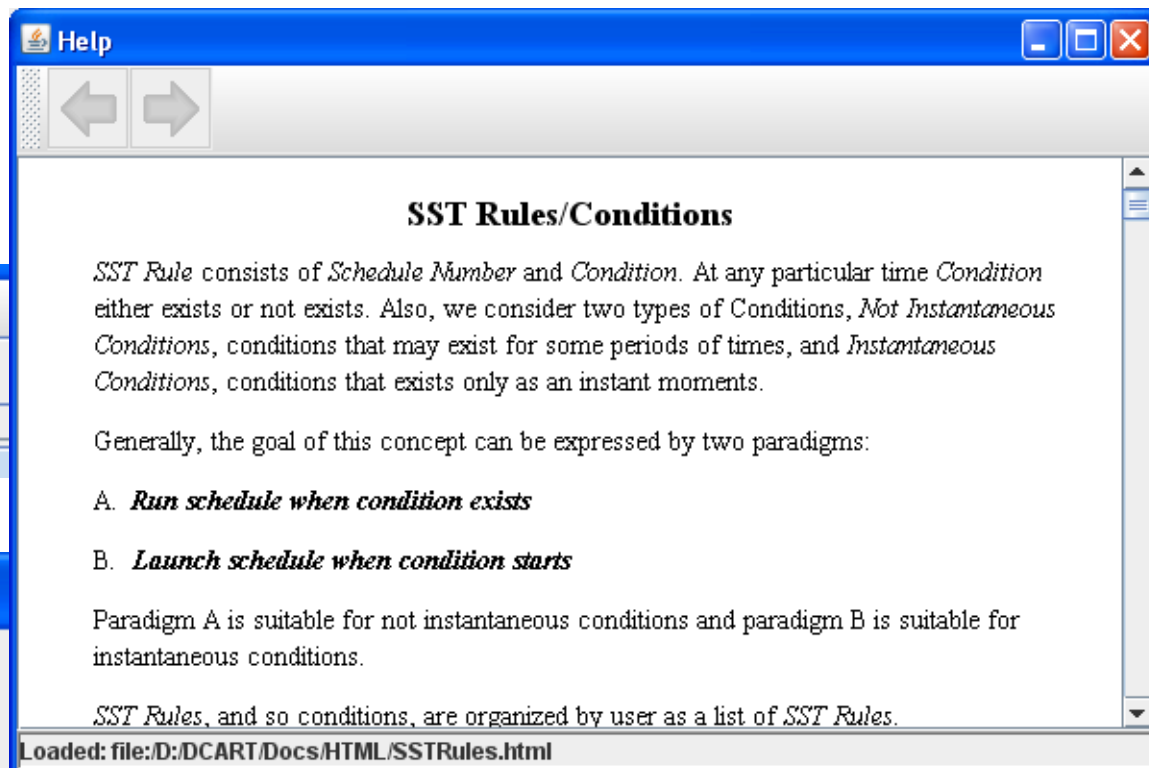 Help
SST Rules/Conditions
SST Rule consists of Schedule Number and Condition. At any particular time Condition
either exists or not exists. Also, we consider two types of Conditions, Not Instantaneous
Conditions, conditions that may exist for some periods of times, and Instantaneous
Conditions, conditions that exists only as an instant moments.
Generally, the goal of this concept can be expressed by two paradigms:
A. Run schedule when condition exists
B. Launch schedule when condition starts
Paradigm A is suitable for not instantaneous conditions and paradigm B is suitable for
instantaneous conditions.
SST Rules, and so conditions, are organized by user as a list of SST Rules.
Loaded: file:/D:/DCART/Docs/HTML/SSTRules.html